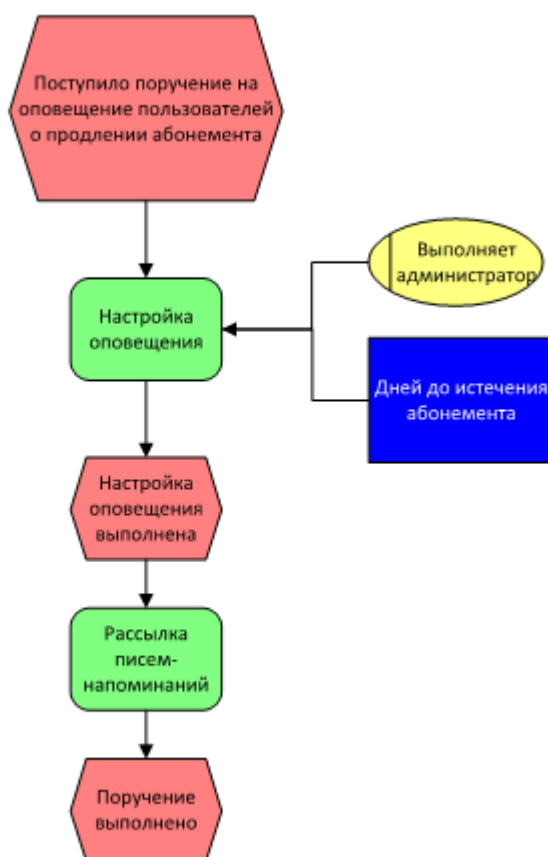 Поступило поручение на
оповещение пользователей
о продлении абонемента
Выполняет
администратор
Настройка
оповещения
Дней до истечения
абонемента
Настройка
оповещения
выполнена
Рассылка
писем-
напоминаний
Поручение
выполнено